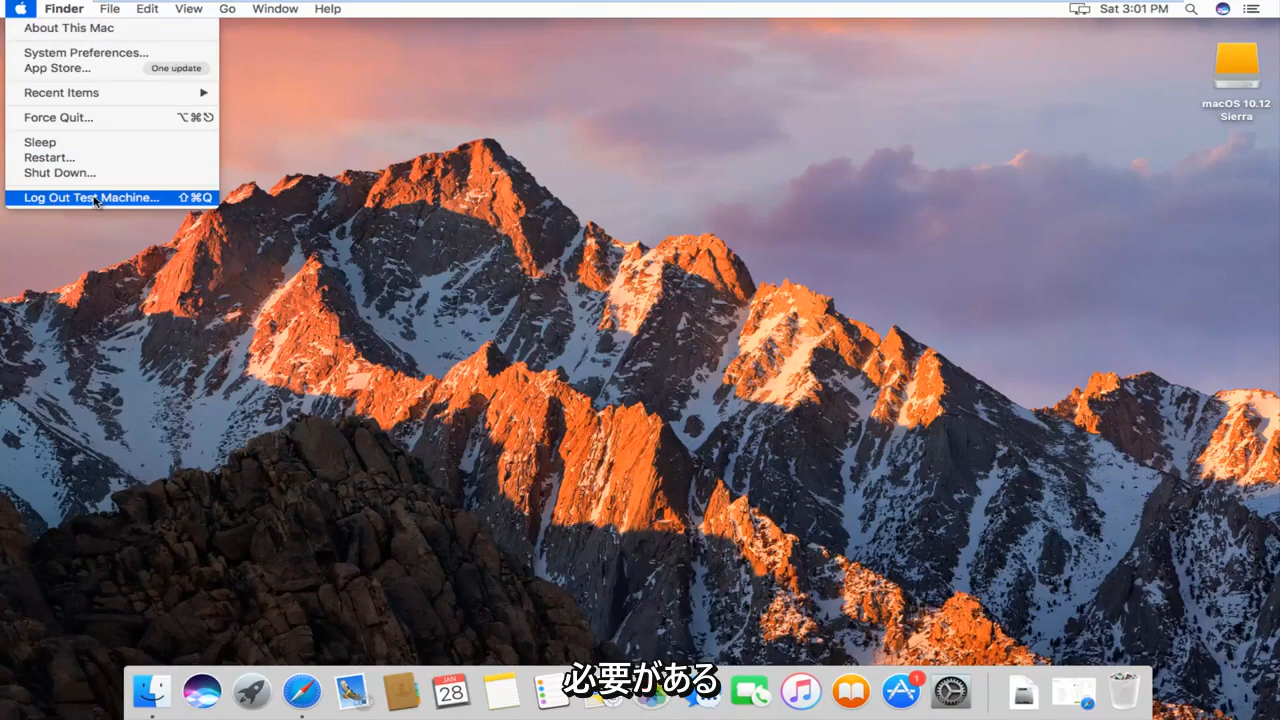 Finder File Edit View Go Window Help Sat 3:01 PM
About This Mac
System Preferences...
App Store... One update
Recent Items ▶
Force Quit... ⌥⌘⎋
Sleep
Restart...
Shut Down...
Log Out Test Machine... ⇧⌘Q
macOS 10.12
Sierra
JAN
28
1
必要がある